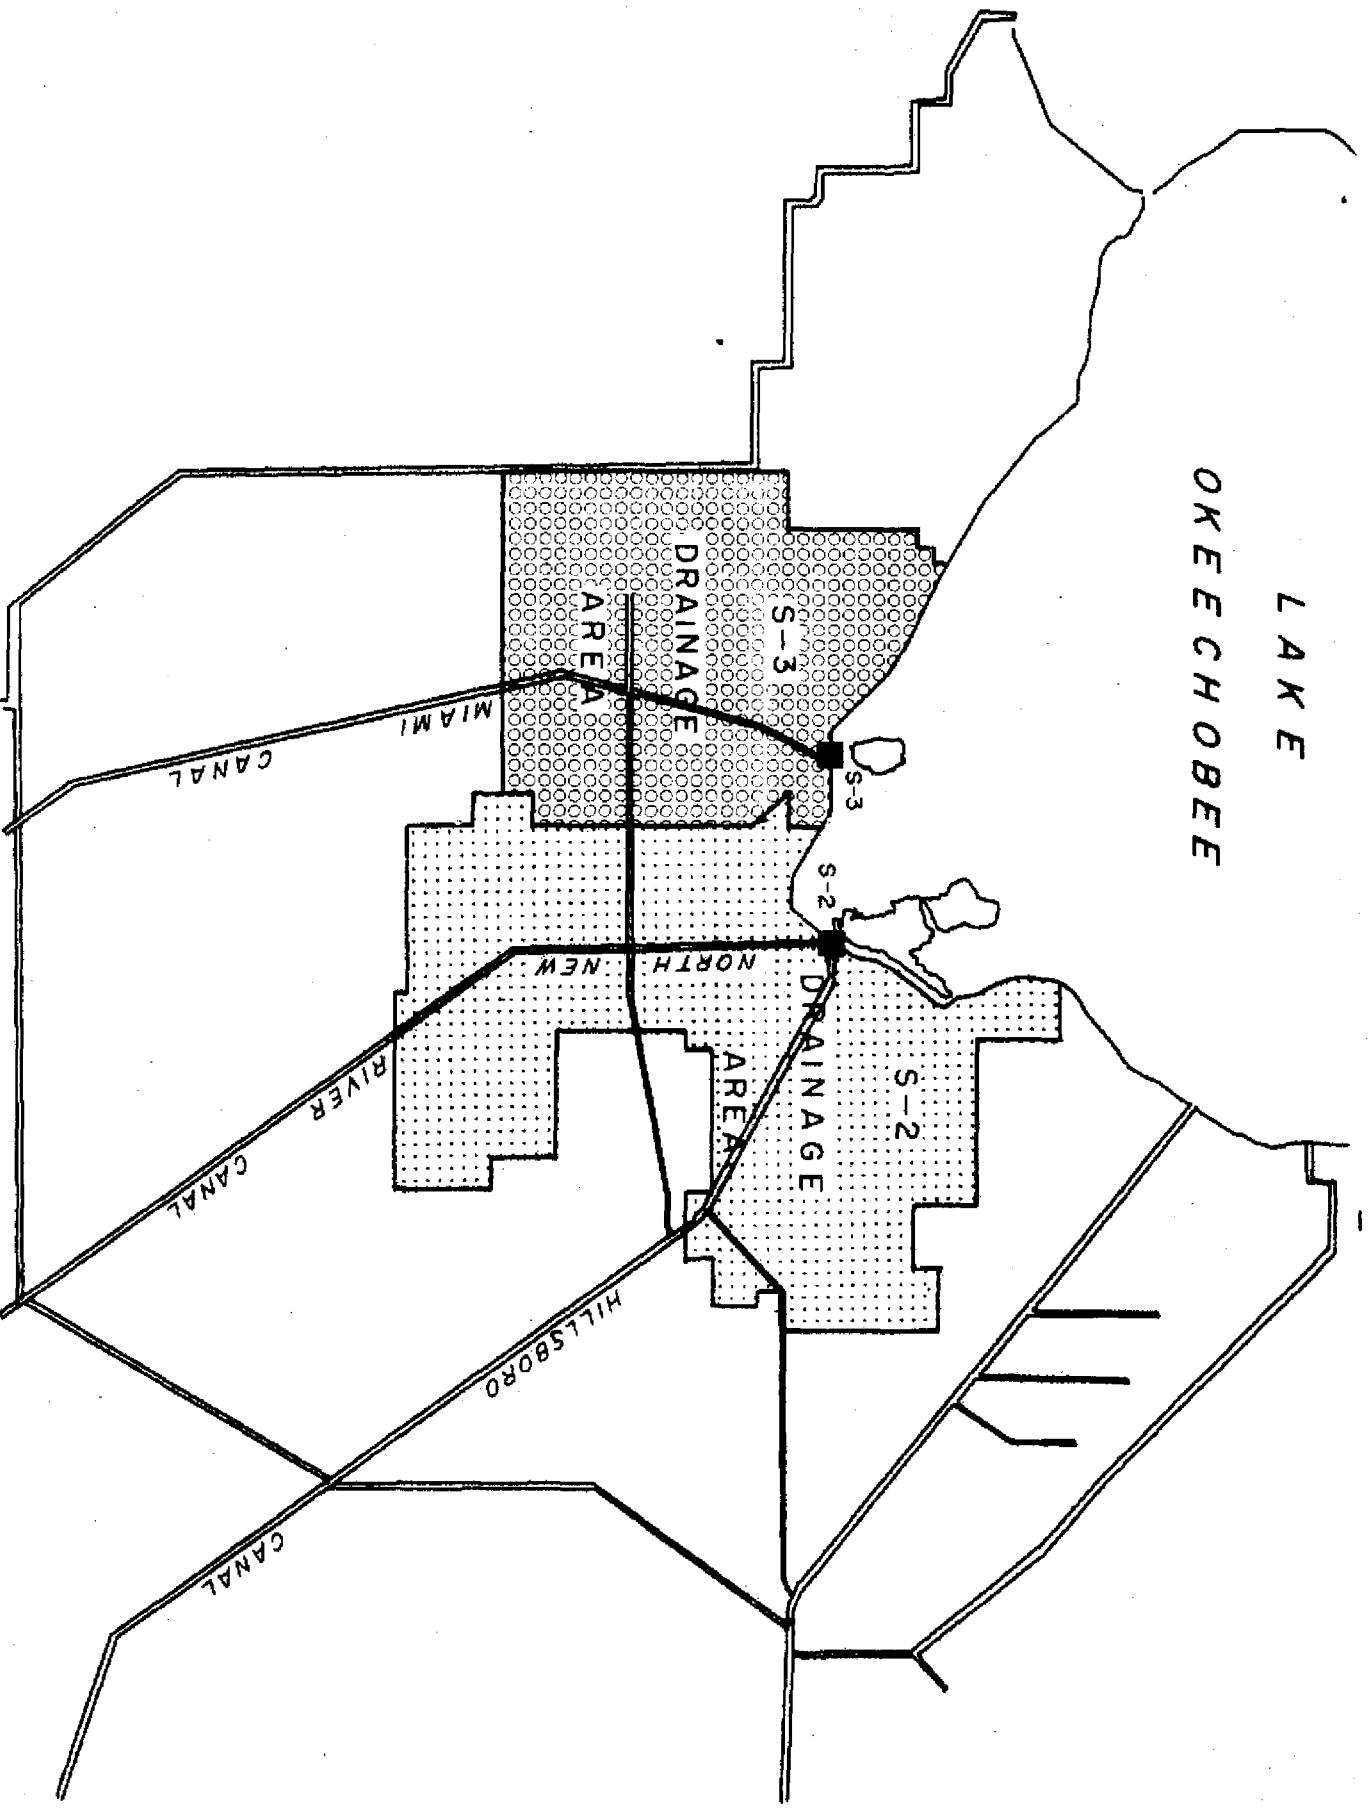 LAKE
OKEECHOBEE
S-3
S-2
S-3
DRAINAGE
AREA
S-2
DRAINAGE
AREA
MIAMI
CANAL
NORTH
NEW
RIVER
CANAL
HILLSBORO
CANAL